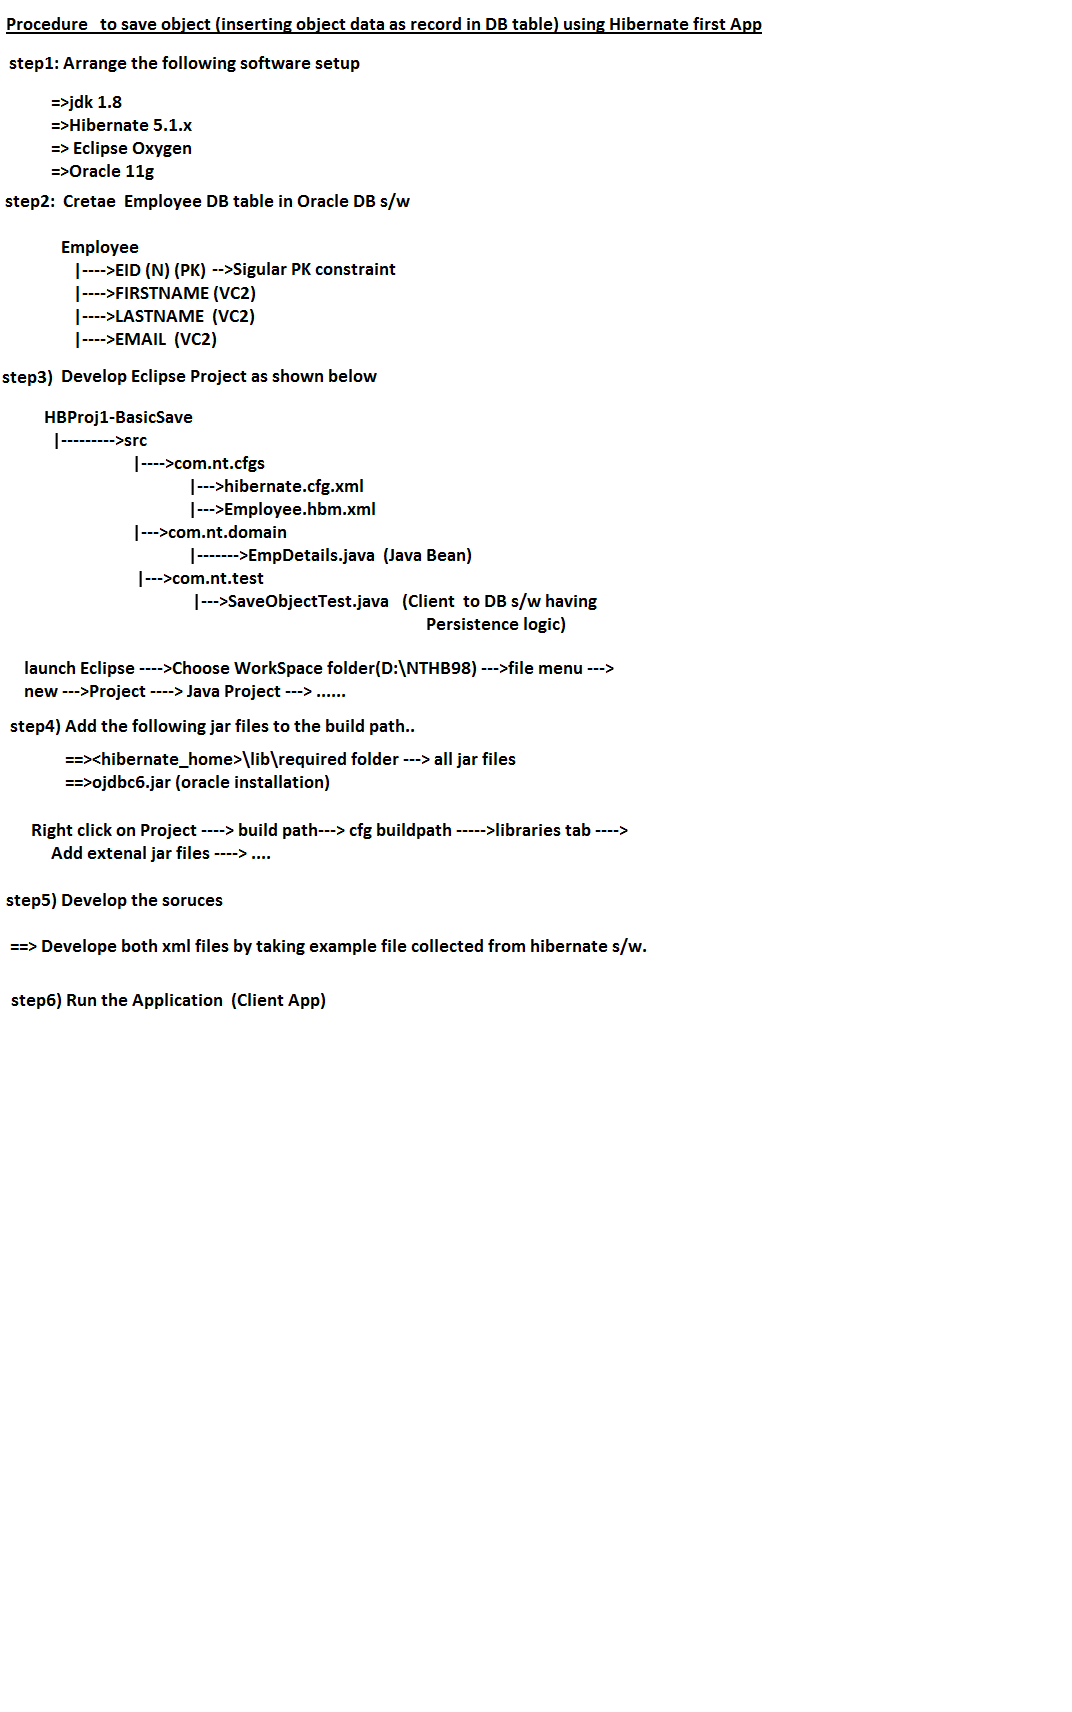 Procedure to save object (inserting object data as record in DB table) using Hibernate first App
step1: Arrange the following software setup
=>jdk 1.8
=>Hibernate 5.1.x
=> Eclipse Oxygen
=>Oracle 11g
step2: Cretae Employee DB table in Oracle DB s/w
Employee
|---->EID (N) (PK) -->Sigular PK constraint
|---->FIRSTNAME (VC2)
|---->LASTNAME (VC2)
|---->EMAIL (VC2)
step3) Develop Eclipse Project as shown below
HBProj1-BasicSave
|--------->src
|---->com.nt.cfgs
|--->hibernate.cfg.xml
|--->Employee.hbm.xml
|--->com.nt.domain
|------->EmpDetails.java (Java Bean)
|--->com.nt.test
|--->SaveObjectTest.java (Client to DB s/w having
Persistence logic)
launch Eclipse ---->Choose WorkSpace folder(D:\NTHB98) --->file menu --->
new --->Project ----> Java Project ---> ......
step4) Add the following jar files to the build path..
==><hibernate_home>\lib\required folder ---> all jar files
==>ojdbc6.jar (oracle installation)
Right click on Project ----> build path---> cfg buildpath ----->libraries tab ---->
Add extenal jar files ----> ....
step5) Develop the soruces
==> Develope both xml files by taking example file collected from hibernate s/w.
step6) Run the Application (Client App)